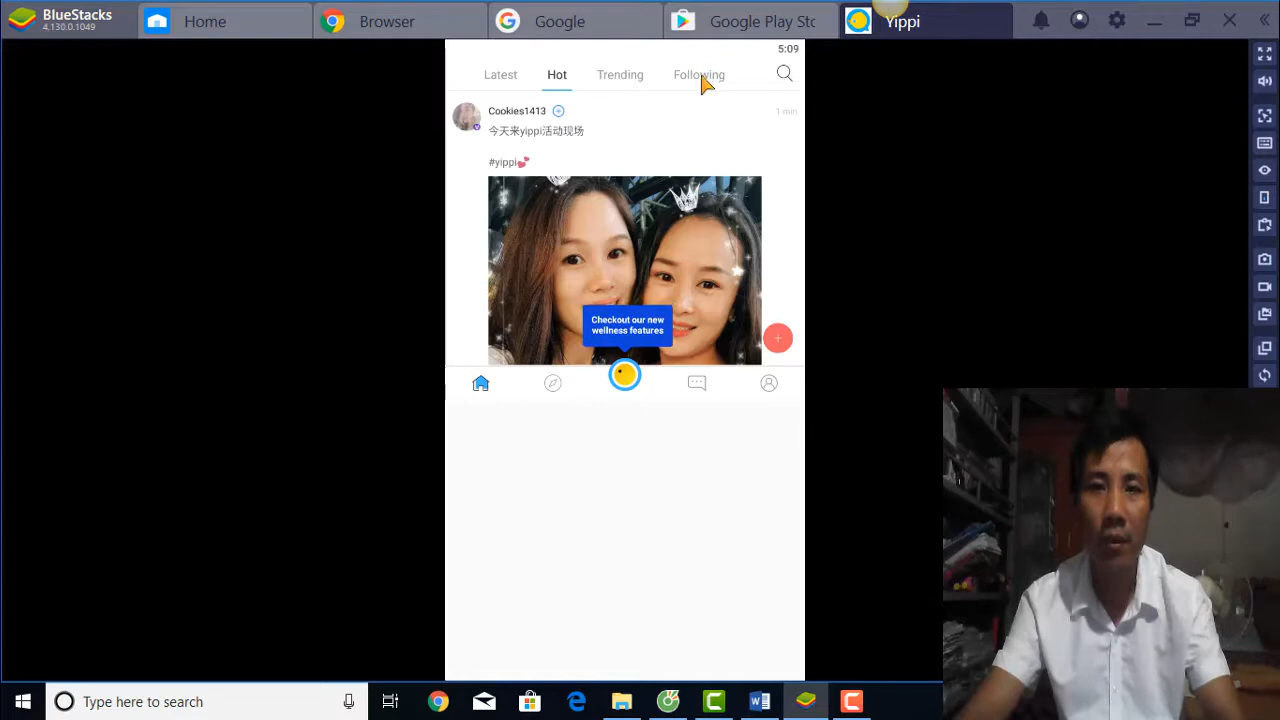 BlueStacks
4.130.0.1049
Home
Browser
Google
Google Play Sto
Yippi
5:09
Latest
Hot
Trending
Following
Cookies1413
1 min
今天来yippi活动现场
#yippi💕
Checkout our new
wellness features
Type here to search